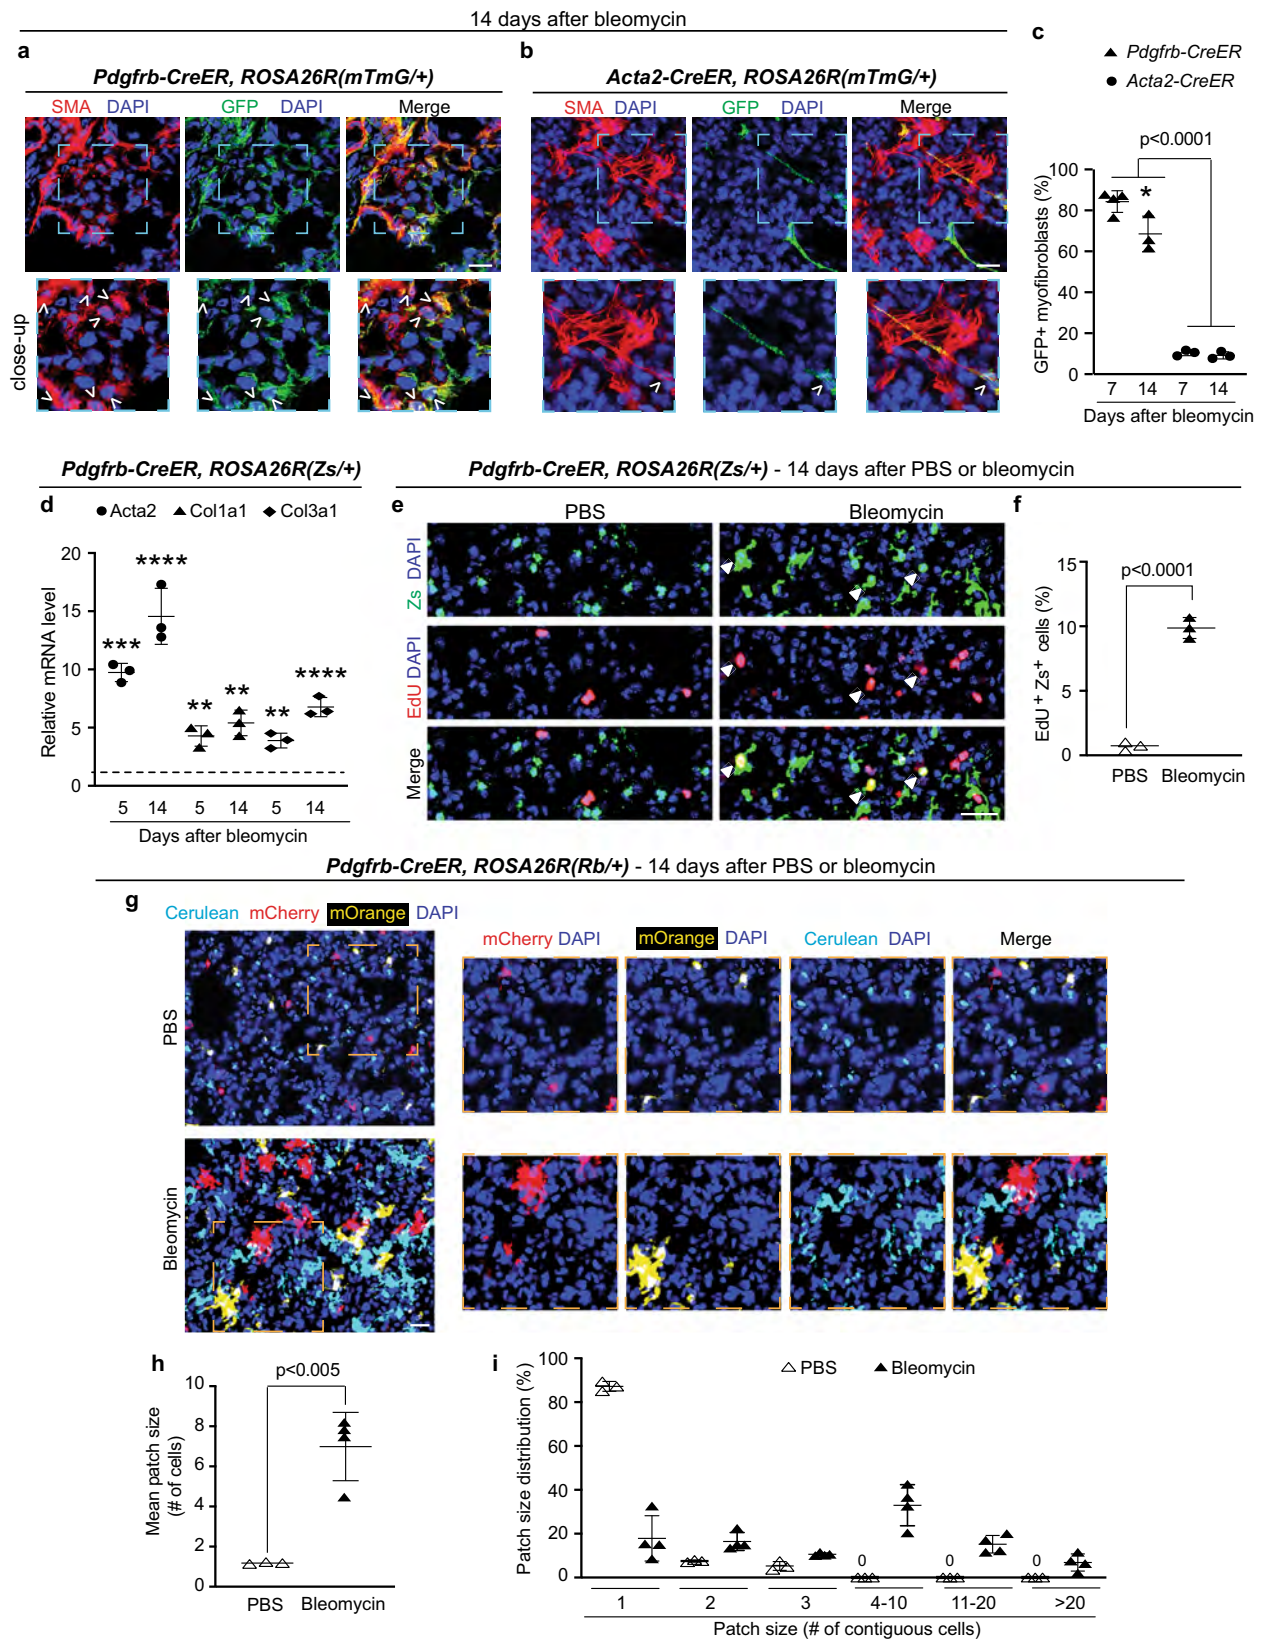 14 days after bleomycin
a
Pdgfrb-CreER, ROSA26R(mTmG/+)
SMA DAPI GFP DAPI Merge
close-up
> > > > > >
> > > > > >
> > > > > >
b
Acta2-CreER, ROSA26R(mTmG/+)
SMA DAPI GFP DAPI Merge
> > >
c
▲ Pdgfrb-CreER
● Acta2-CreER
p<0.0001
*
GFP+ myofibroblasts (%)
100
80
60
40
20
0
7 14 7 14
Days after bleomycin
Pdgfrb-CreER, ROSA26R(Zs/+)
d
● Acta2 ▲ Col1a1 ◆ Col3a1
Relative mRNA level
20
15
10
5
0
*** **** ** ** ** ****
5 14 5 14 5 14
Days after bleomycin
Pdgfrb-CreER, ROSA26R(Zs/+) - 14 days after PBS or bleomycin
e
PBS Bleomycin
Zs DAPI
EdU DAPI
Merge
f
EdU+ Zs+ cells (%)
15
10
5
0
p<0.0001
PBS Bleomycin
Pdgfrb-CreER, ROSA26R(Rb/+) - 14 days after PBS or bleomycin
g
Cerulean mCherry mOrange DAPI
mCherry DAPI mOrange DAPI Cerulean DAPI Merge
PBS
Bleomycin
h
p<0.005
Mean patch size
(# of cells)
10
8
6
4
2
0
PBS Bleomycin
i
△ PBS ▲ Bleomycin
Patch size distribution (%)
100
80
60
40
20
0
0 0 0
1 2 3 4-10 11-20 >20
Patch size (# of contiguous cells)